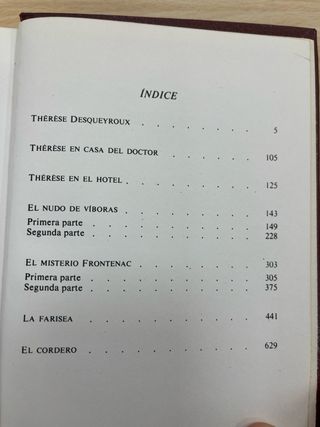 ÍNDICE
THÉRÈSE DESQUEYROUX . . . . . . . 5
THÉRÈSE EN CASA DEL DOCTOR . . . . . 105
THÉRÈSE EN EL HOTEL . . . . . . . . 125
EL NUDO DE VÍBORAS . . . . . . . . 143
Primera parte . . . . . . . . . . 149
Segunda parte . . . . . . . . . . 228
EL MISTERIO FRONTENAC . . . . . . . 303
Primera parte . . . . . . . . . . 305
Segunda parte . . . . . . . . . . 375
LA FARISEA . . . . . . . . . . 441
EL CORDERO . . . . . . . . . . 629